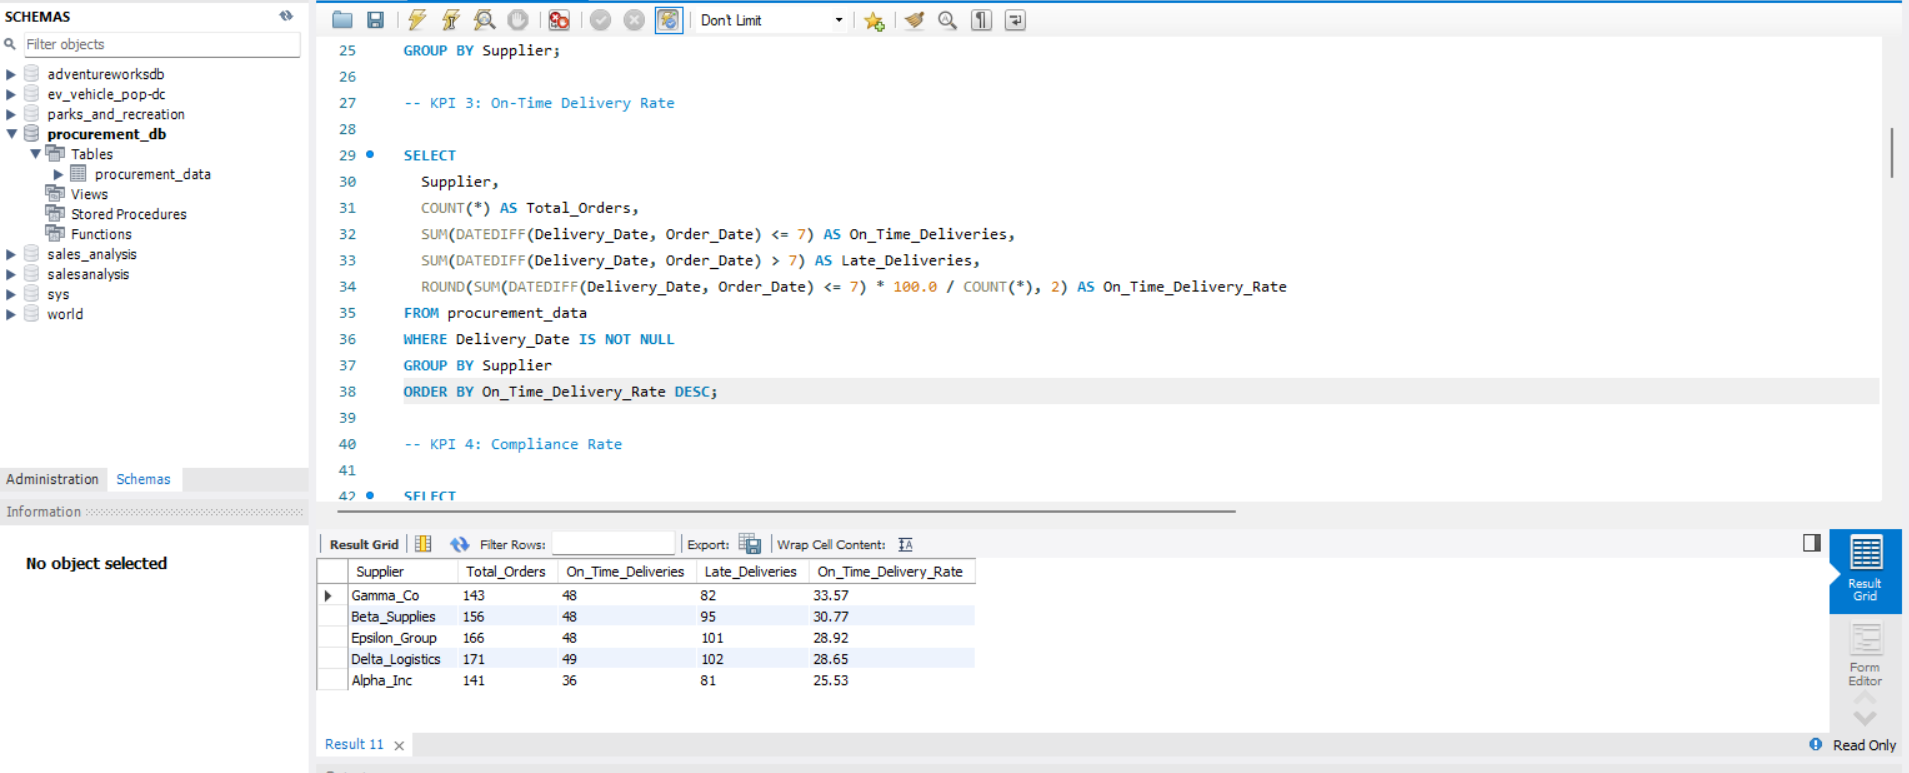 SCHEMAS
Filter objects
adventureworksdb
ev_vehicle_pop-dc
parks_and_recreation
procurement_db
Tables
procurement_data
Views
Stored Procedures
Functions
sales_analysis
salesanalysis
sys
world
Administration Schemas
Information
No object selected
Don't Limit
25 GROUP BY Supplier;
26
27 -- KPI 3: On-Time Delivery Rate
28
29 SELECT
30 Supplier,
31 COUNT(*) AS Total_Orders,
32 SUM(DATEDIFF(Delivery_Date, Order_Date) <= 7) AS On_Time_Deliveries,
33 SUM(DATEDIFF(Delivery_Date, Order_Date) > 7) AS Late_Deliveries,
34 ROUND(SUM(DATEDIFF(Delivery_Date, Order_Date) <= 7) * 100.0 / COUNT(*), 2) AS On_Time_Delivery_Rate
35 FROM procurement_data
36 WHERE Delivery_Date IS NOT NULL
37 GROUP BY Supplier
38 ORDER BY On_Time_Delivery_Rate DESC;
39
40 -- KPI 4: Compliance Rate
41
42 SELECT
Result Grid Filter Rows: Export: Wrap Cell Content: IA
Supplier Total_Orders On_Time_Deliveries Late_Deliveries On_Time_Delivery_Rate
Gamma_Co 143 48 82 33.57
Beta_Supplies 156 48 95 30.77
Epsilon_Group 166 48 101 28.92
Delta_Logistics 171 49 102 28.65
Alpha_Inc 141 36 81 25.53
Result
Grid
Form
Editor
Result 11
Read Only